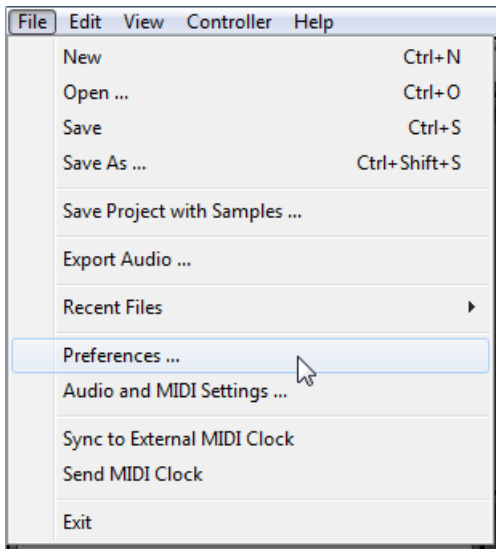 File Edit View Controller Help
New Ctrl+N
Open ... Ctrl+O
Save Ctrl+S
Save As ... Ctrl+Shift+S
Save Project with Samples ...
Export Audio ...
Recent Files
Preferences ...
Audio and MIDI Settings ...
Sync to External MIDI Clock
Send MIDI Clock
Exit